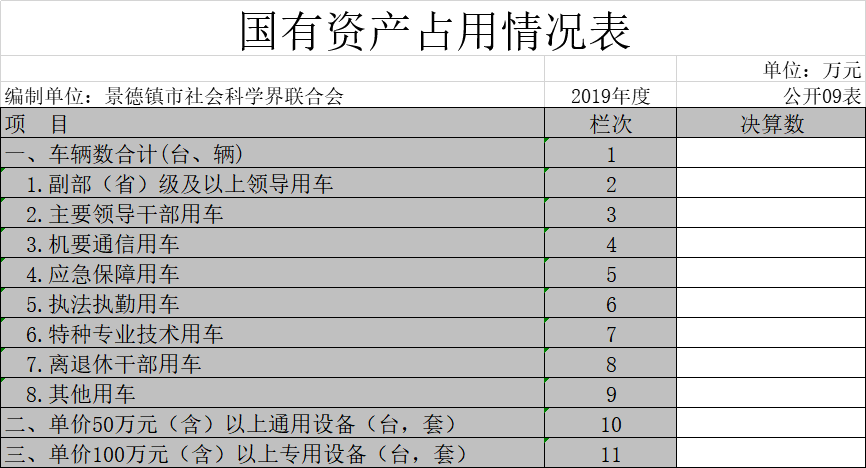 国有资产占用情况表
单位：万元
编制单位：景德镇市社会科学界联合会 2019年度 公开09表
项 目 栏次 决算数
一、车辆数合计(台、辆) 1
1.副部（省）级及以上领导用车 2
2.主要领导干部用车 3
3.机要通信用车 4
4.应急保障用车 5
5.执法执勤用车 6
6.特种专业技术用车 7
7.离退休干部用车 8
8.其他用车 9
二、单价50万元（含）以上通用设备（台，套） 10
三、单价100万元（含）以上专用设备（台，套） 11